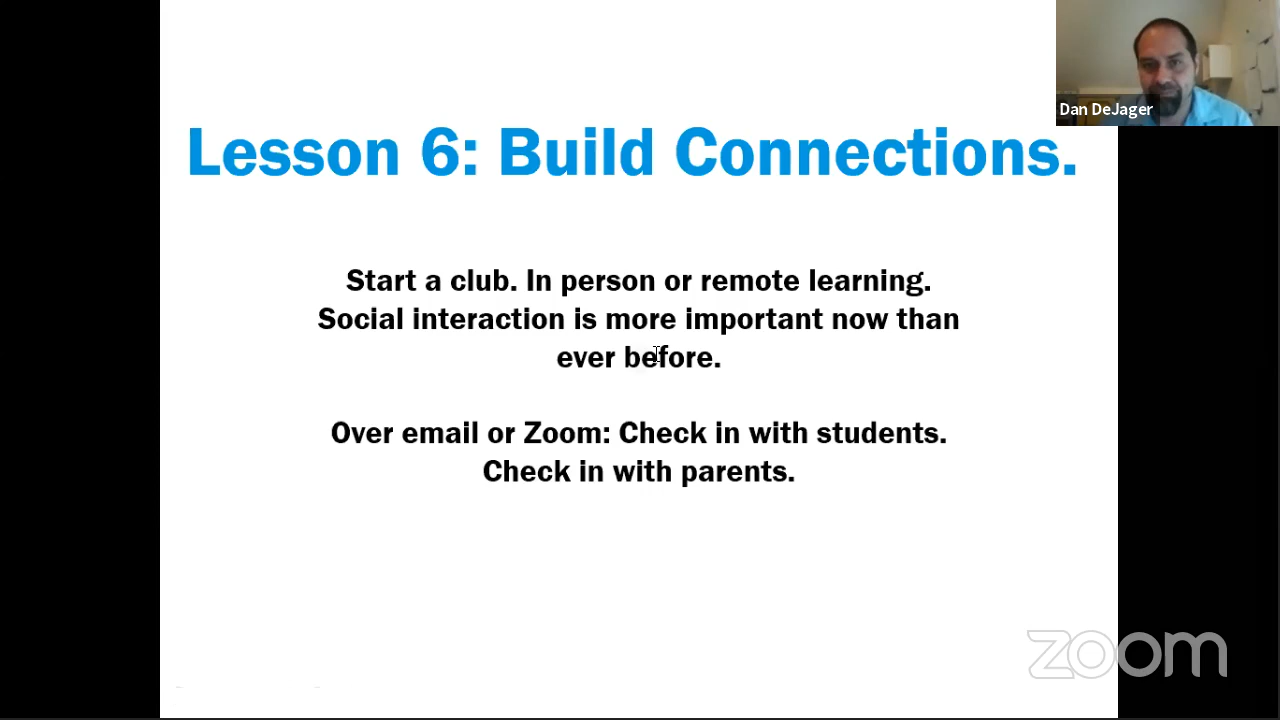 Dan DeJager
Lesson 6: Build Connections.
Start a club. In person or remote learning.
Social interaction is more important now than
ever before.
Over email or Zoom: Check in with students.
Check in with parents.
zoom